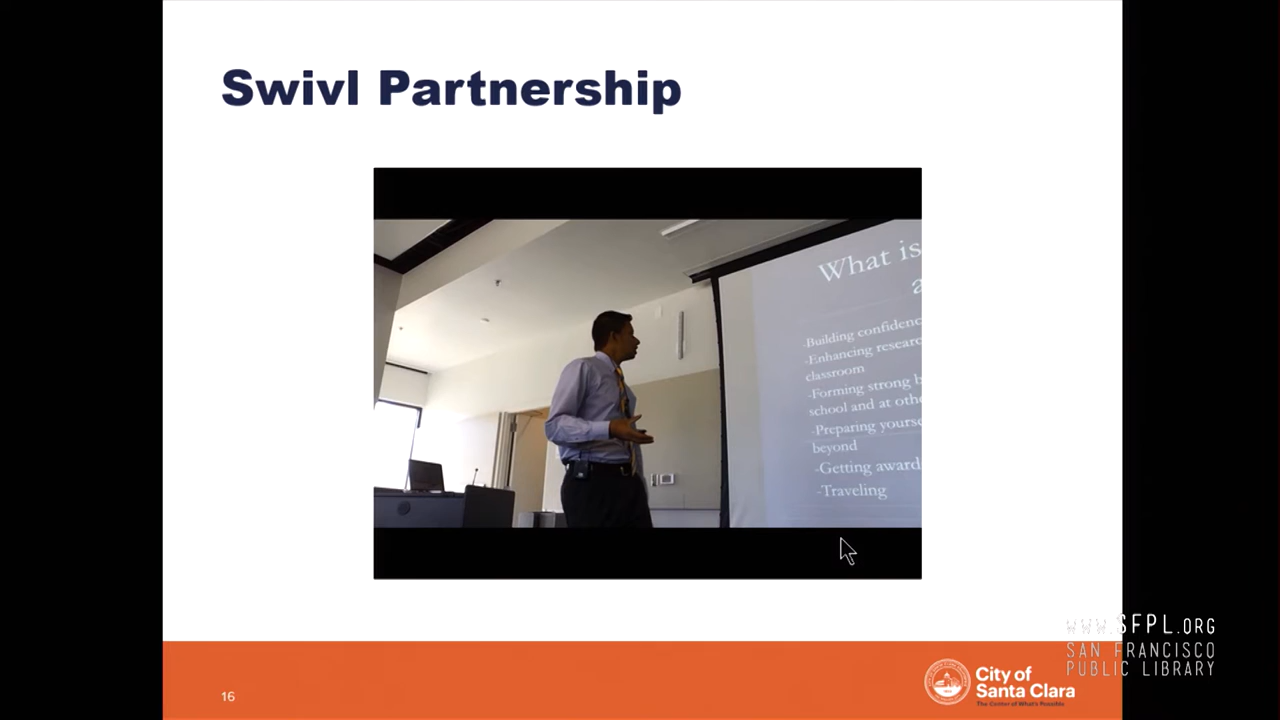 Swivl Partnership
What is
a
-Building confidenc
-Enhancing researc
classroom
-Forming strong b
school and at othe
-Preparing yourse
beyond
-Getting award
-Traveling
16
City of
Santa Clara
The Center of What's Possible
WWW.SFPL.ORG
SAN FRANCISCO
PUBLIC LIBRARY